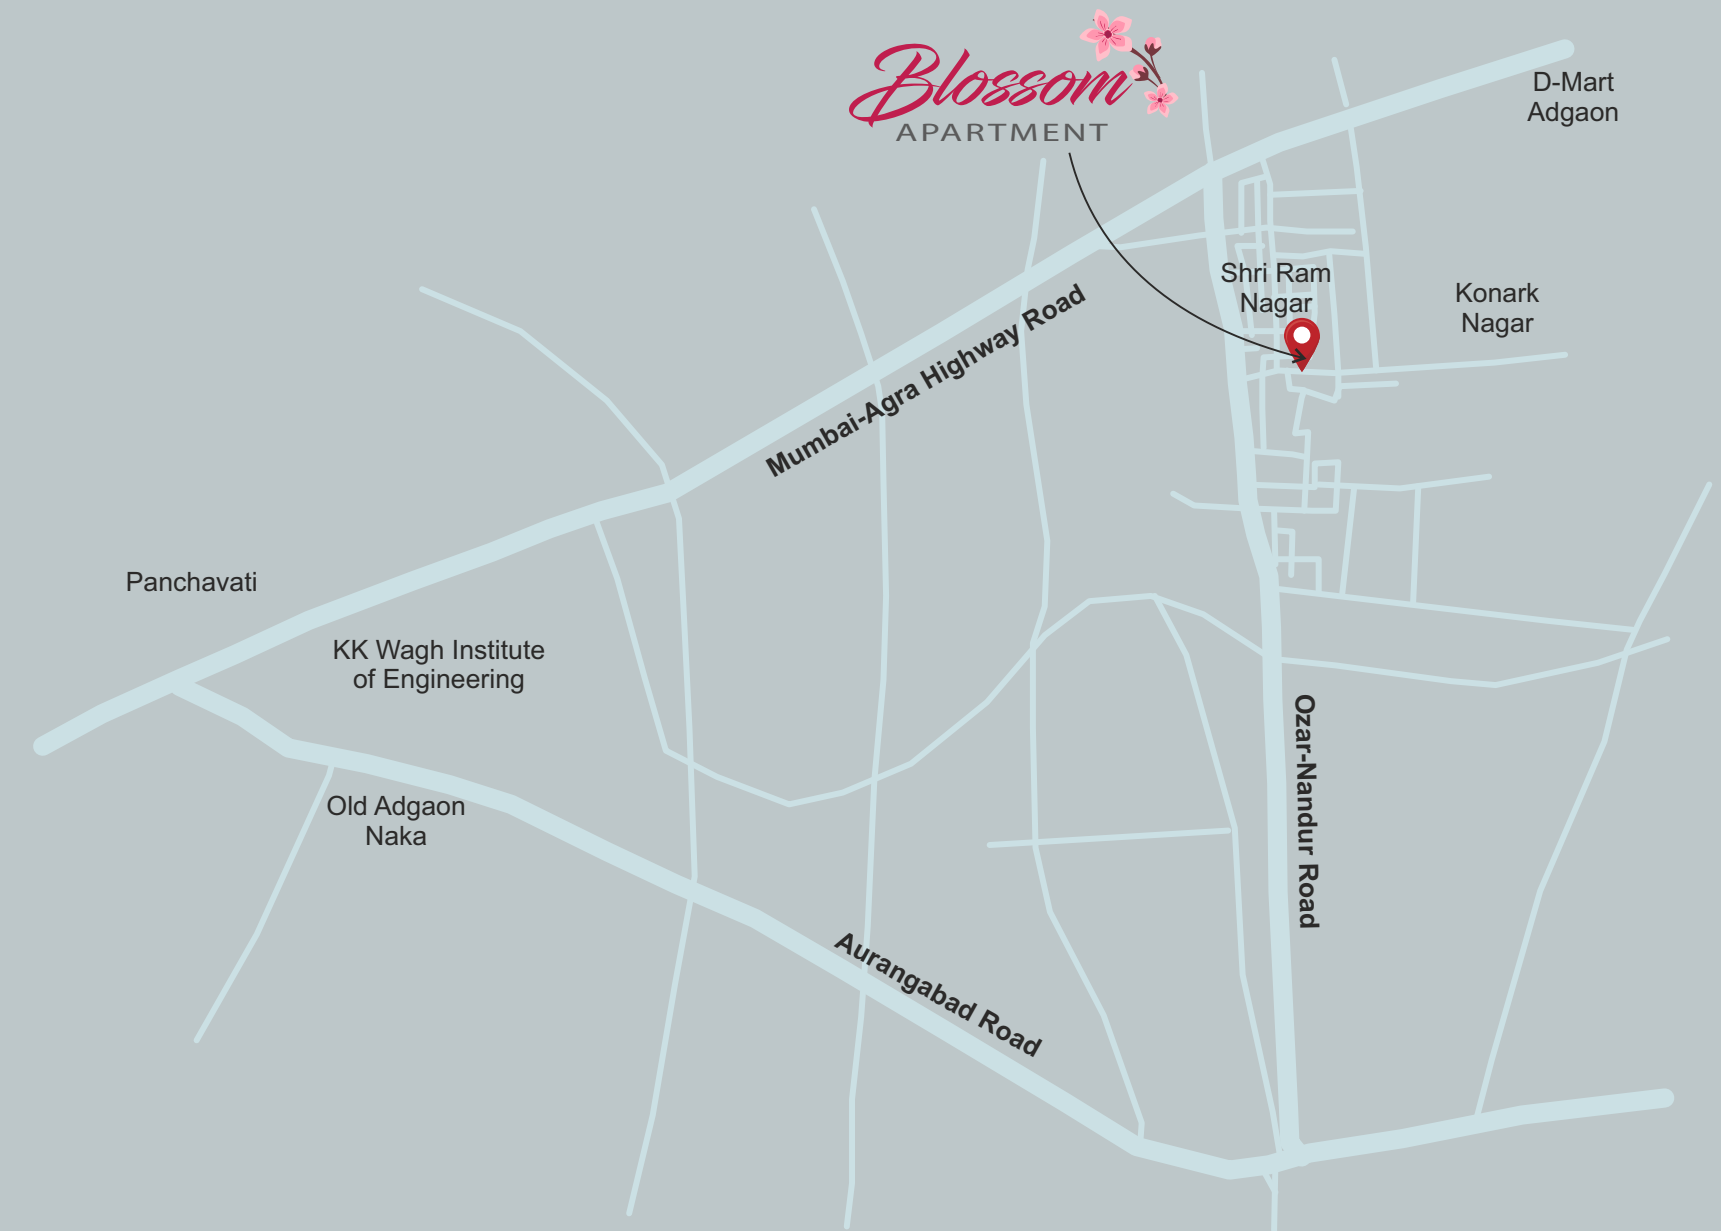 Blossom
APARTMENT
D-Mart
Adgaon
Shri Ram
Nagar
Konark
Nagar
Mumbai-Agra Highway Road
Panchavati
KK Wagh Institute
of Engineering
Old Adgaon
Naka
Ozar-Nandur Road
Aurangabad Road